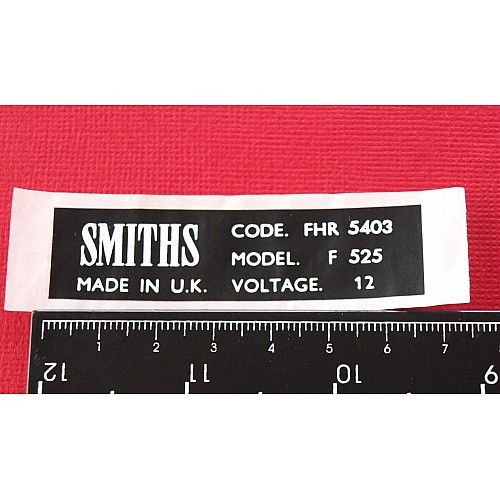 SMITHS
MADE IN U.K.
CODE. FHR 5403
MODEL. F 525
VOLTAGE. 12
1 2 3 4 5 6 7
12 11 10 9